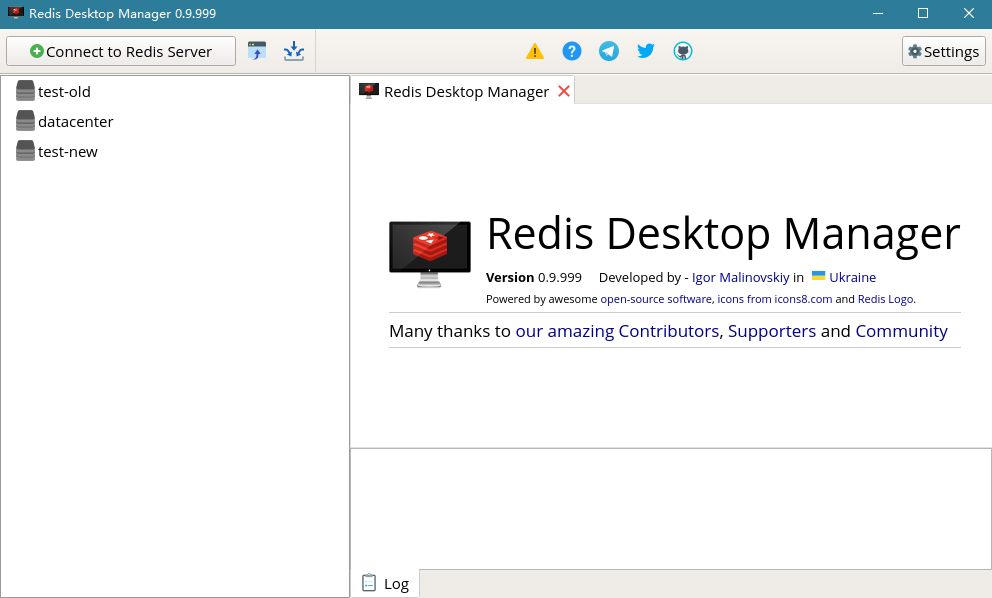 Redis Desktop Manager 0.9.999
Connect to Redis Server
Settings
test-old
datacenter
test-new
Redis Desktop Manager
Redis Desktop Manager
Version 0.9.999 Developed by - Igor Malinovskiy in Ukraine
Powered by awesome open-source software, icons from icons8.com and Redis Logo.
Many thanks to our amazing Contributors, Supporters and Community
Log